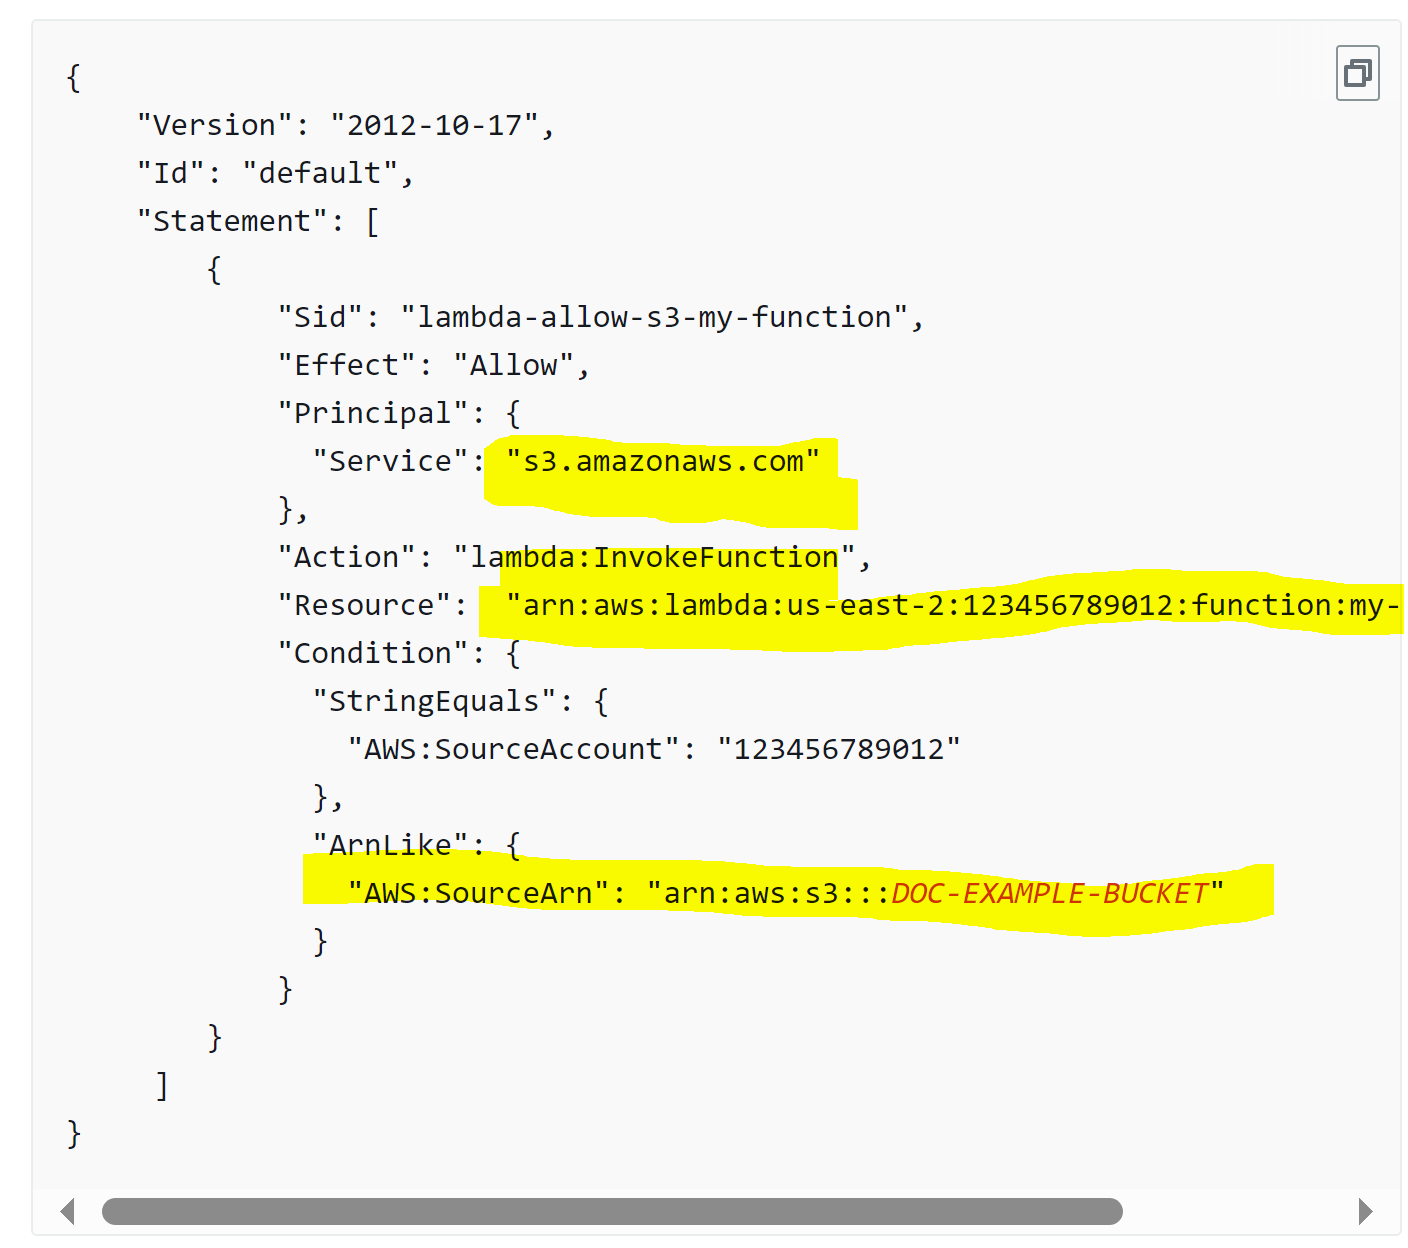 {
"Version": "2012-10-17",
"Id": "default",
"Statement": [
{
"Sid": "lambda-allow-s3-my-function",
"Effect": "Allow",
"Principal": {
"Service": "s3.amazonaws.com"
},
"Action": "lambda:InvokeFunction",
"Resource": "arn:aws:lambda:us-east-2:123456789012:function:my-
"Condition": {
"StringEquals": {
"AWS:SourceAccount": "123456789012"
},
"ArnLike": {
"AWS:SourceArn": "arn:aws:s3:::DOC-EXAMPLE-BUCKET"
}
}
}
]
}